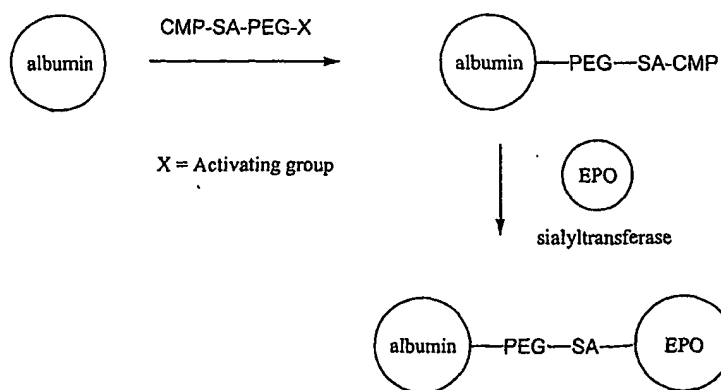 CMP-SA-PEG-X
albumin
albumin—PEG—SA-CMP
X = Activating group
EPO
sialyltransferase
albumin—PEG—SA—EPO